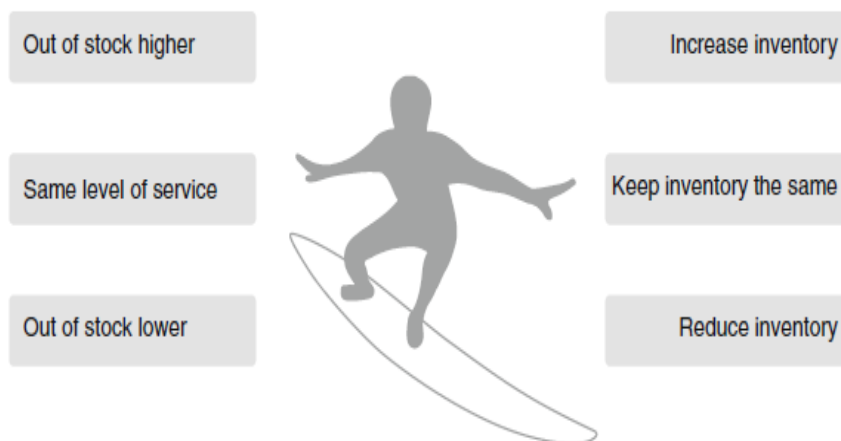 Out of stock higher
Increase inventory
Same level of service
Keep inventory the same
Out of stock lower
Reduce inventory